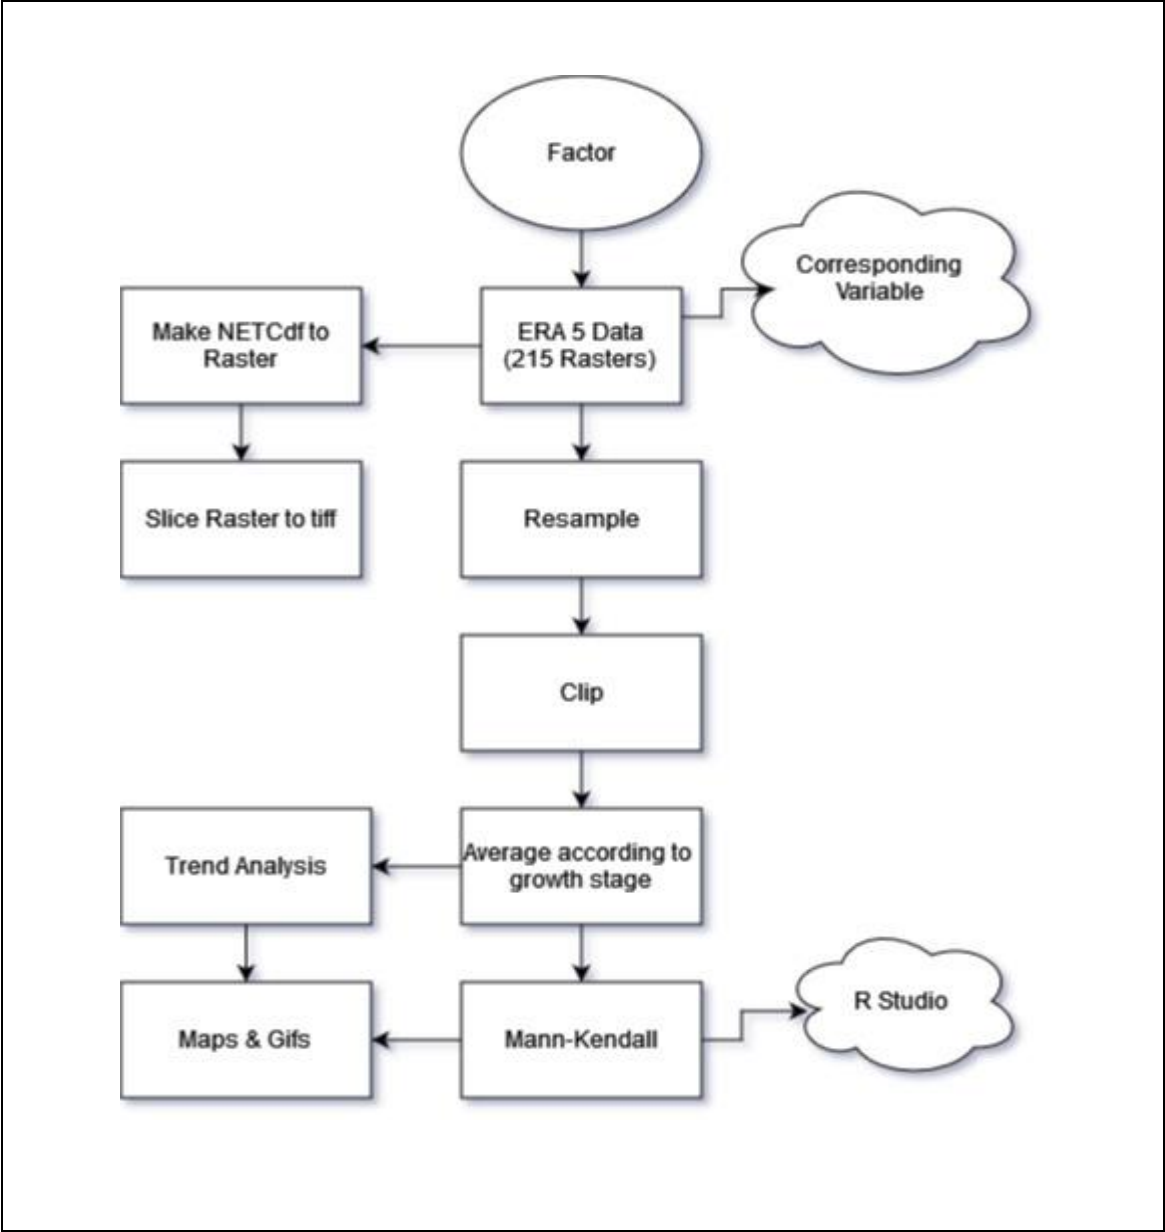 Factor
Corresponding
Variable
Make NETCdf to
Raster
ERA 5 Data
(215 Rasters)
Slice Raster to tiff
Resample
Clip
Trend Analysis
Average according to
growth stage
Maps & Gifs
Mann-Kendall
R Studio